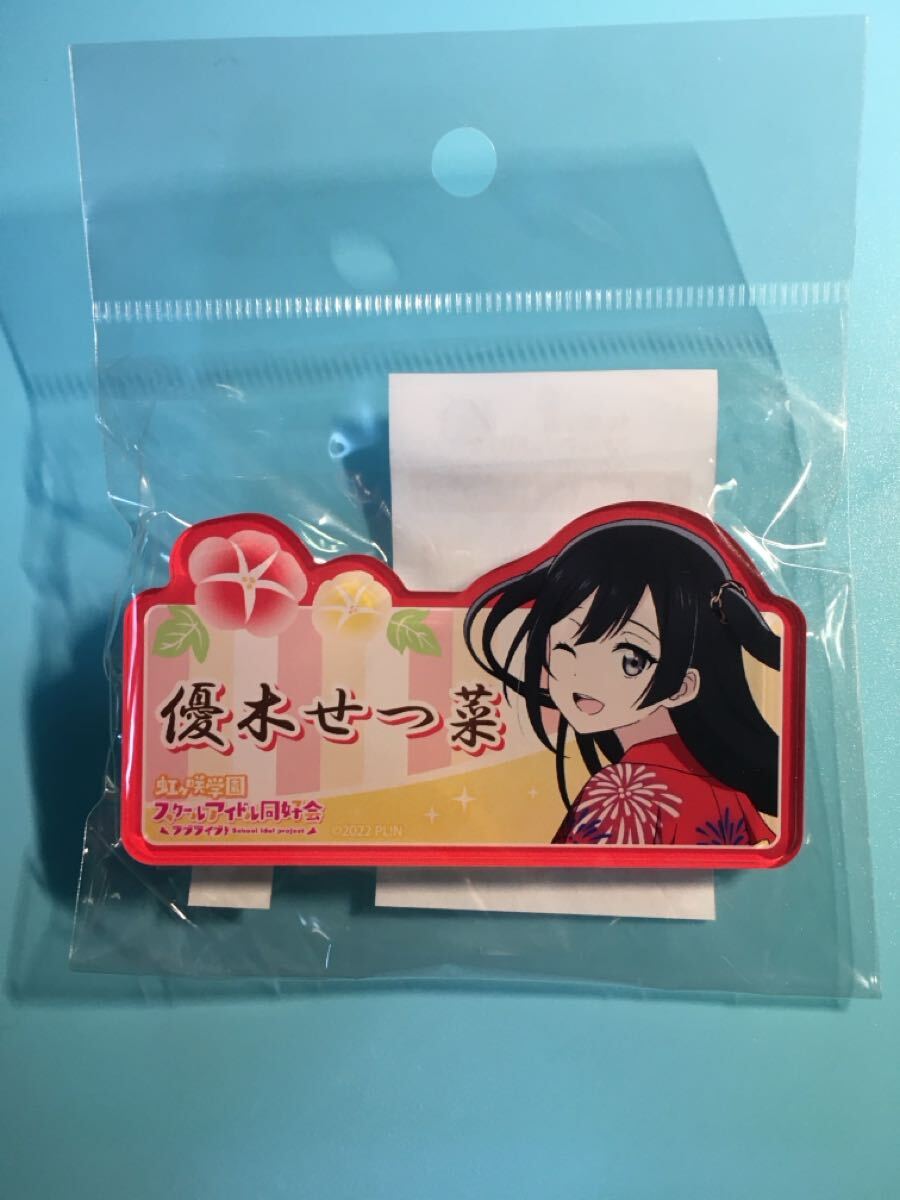 優木せつ菜
虹ヶ咲学園
スクールアイドル同好会
ラブライブ! School idol project
©2022 PL!N